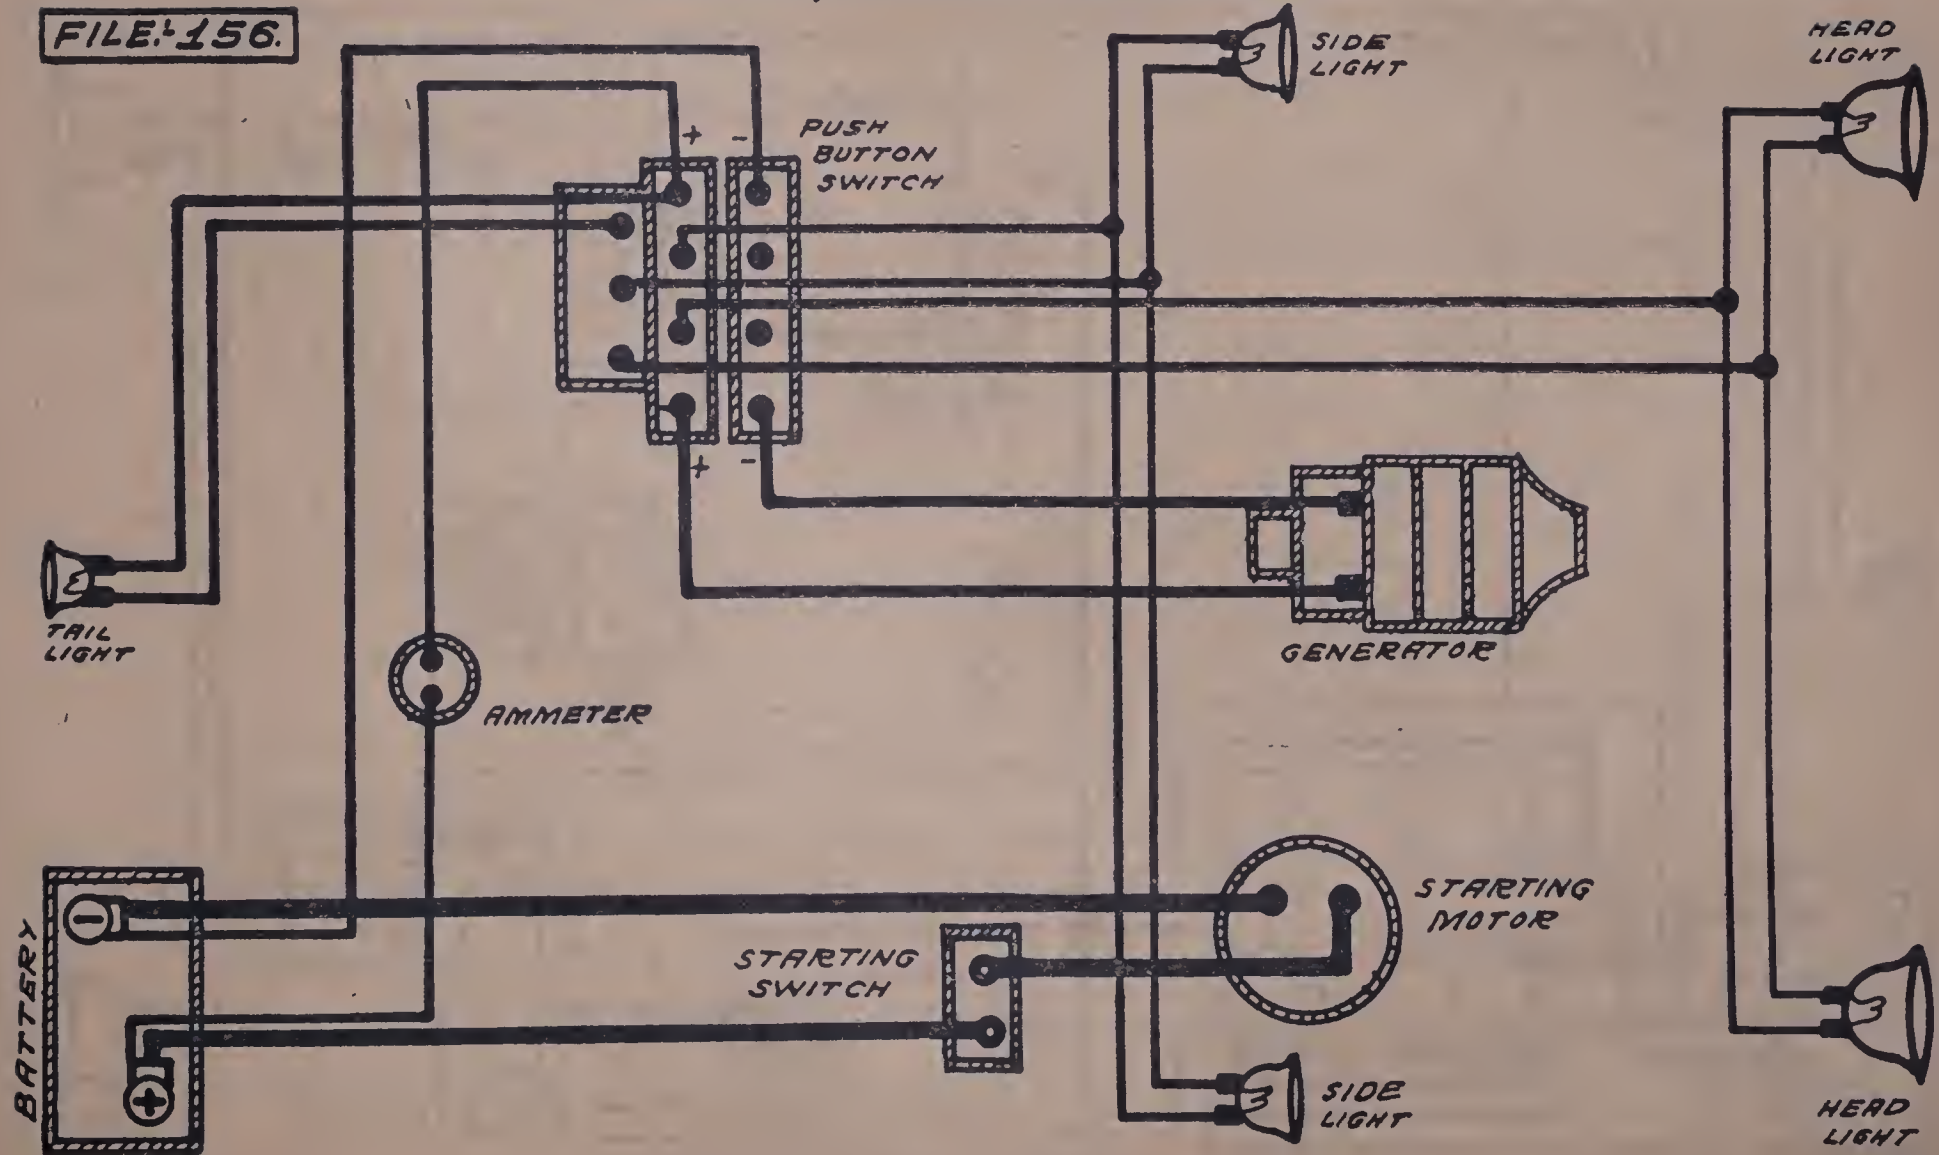 FILE:-156.
SIDE
LIGHT
HEAD
LIGHT
+ -
PUSH
BUTTON
SWITCH
+ -
GENERATOR
TAIL
LIGHT
AMMETER
BATTERY
-
+
STARTING
SWITCH
STARTING
MOTOR
SIDE
LIGHT
HEAD
LIGHT